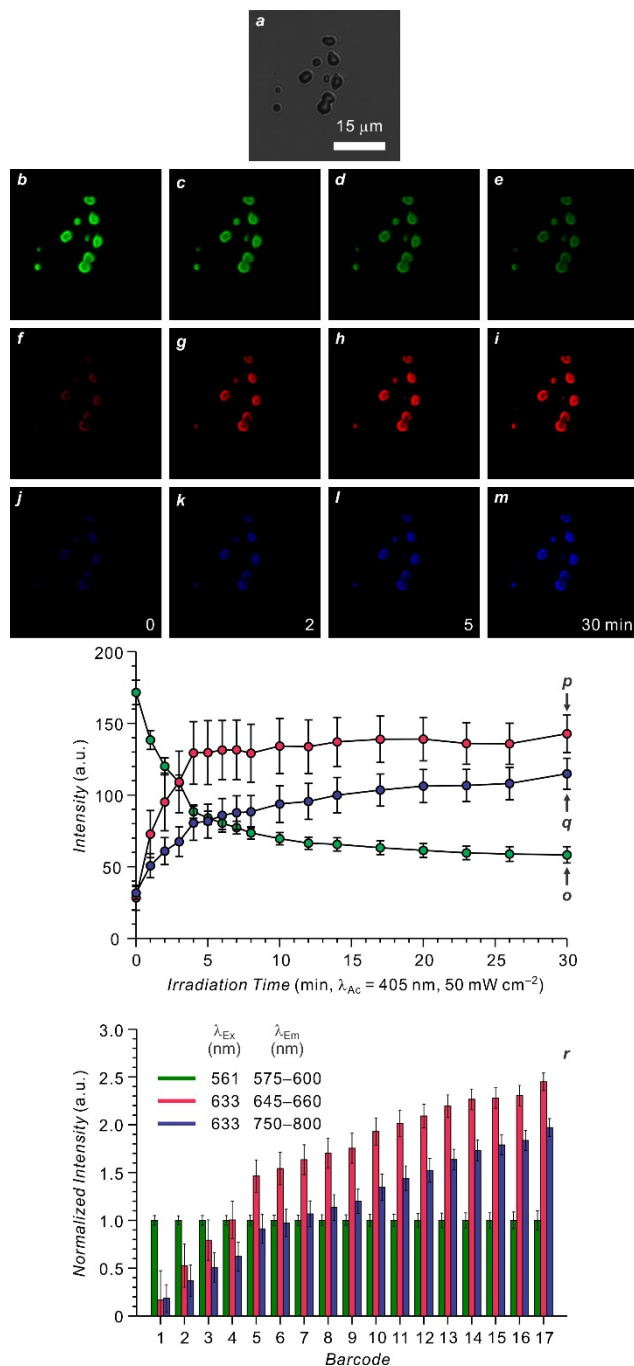 a
15 μm
b
c
d
e
f
g
h
i
j
k
l
m
0
2
5
30 min
200
150
100
50
0
Intensity (a.u.)
p
q
o
0 5 10 15 20 25 30
Irradiation Time (min, λAc = 405 nm, 50 mW cm⁻²)
3.0
2.5
2.0
1.5
1.0
0.5
0
Normalized Intensity (a.u.)
λEx λEm
(nm) (nm)
561 575–600
633 645–660
633 750–800
r
1 2 3 4 5 6 7 8 9 10 11 12 13 14 15 16 17
Barcode